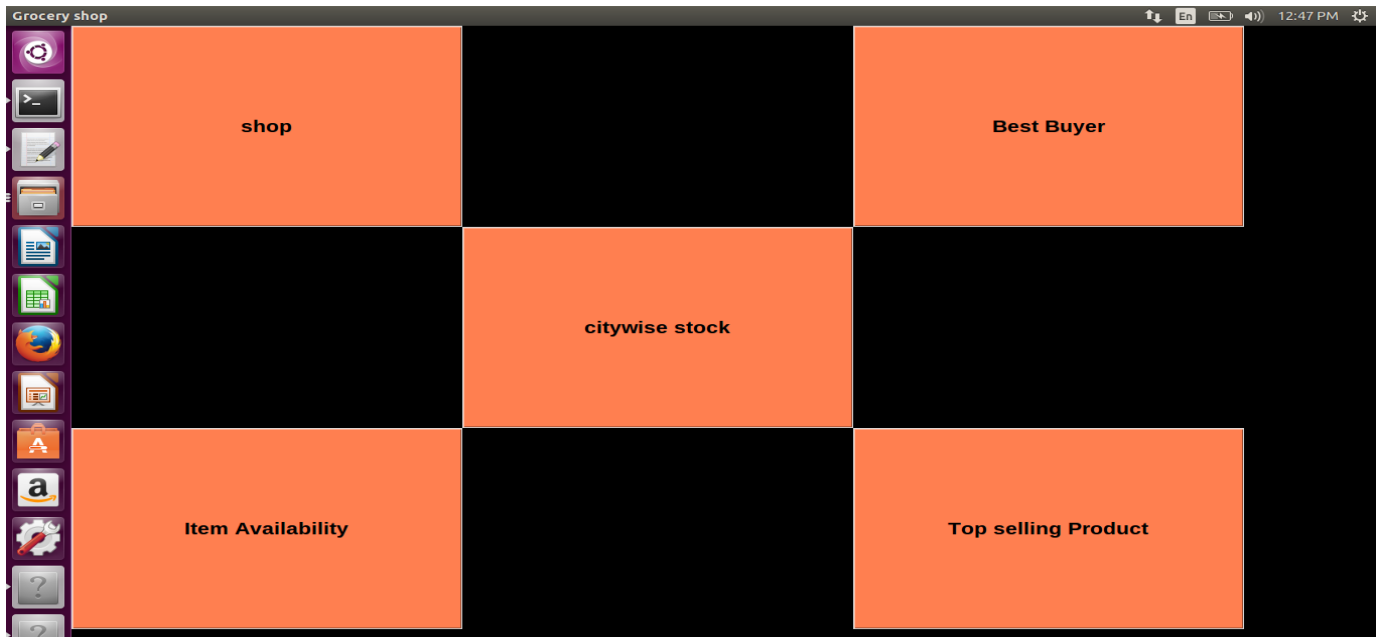 Grocery shop
En
12:47 PM
shop
Best Buyer
citywise stock
Item Availability
Top selling Product
>_
A
a
?
?